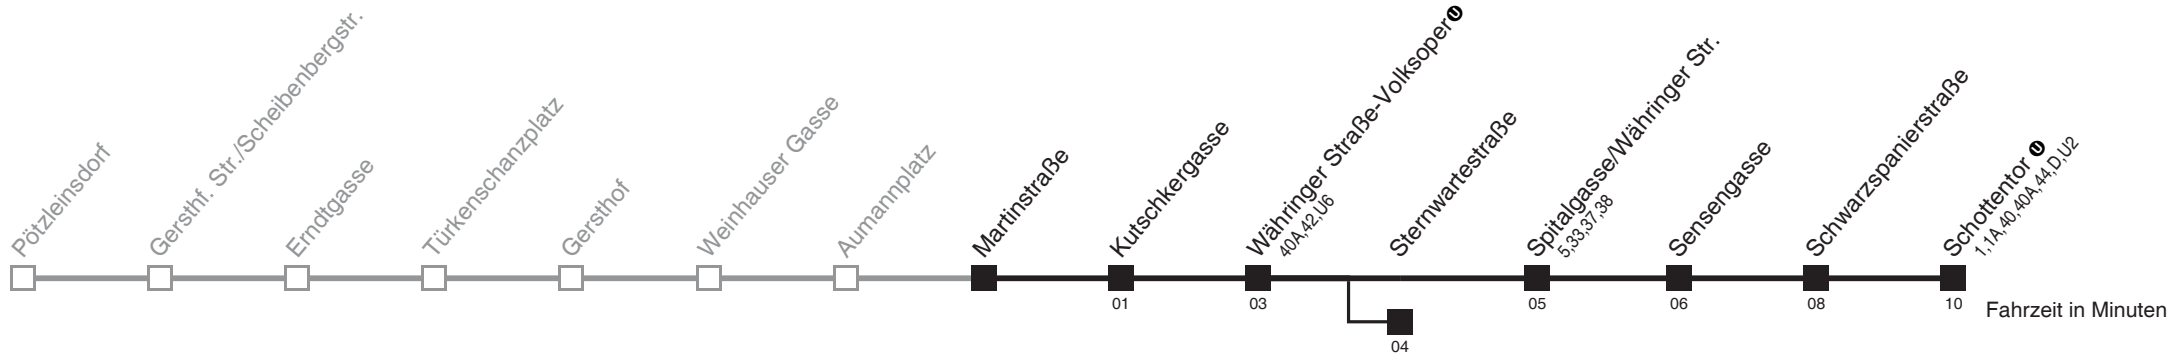 Pötzleinsdorf
Gersthf. Str./Scheibenbergstr.
Erndtgasse
Türkenschanzplatz
Gersthof
Weinhauser Gasse
Aumannplatz
Martinstraße
Kutschkergasse
Währinger Straße-Volksoper U
40A,42,U6
Sternwartestraße
Spitalgasse/Währinger Str.
5,33,37,38
Sensengasse
Schwarzspanierstraße
Schottentor U
1,1A,40,40A,44,D,U2
01
03
04
05
06
08
10
Fahrzeit in Minuten